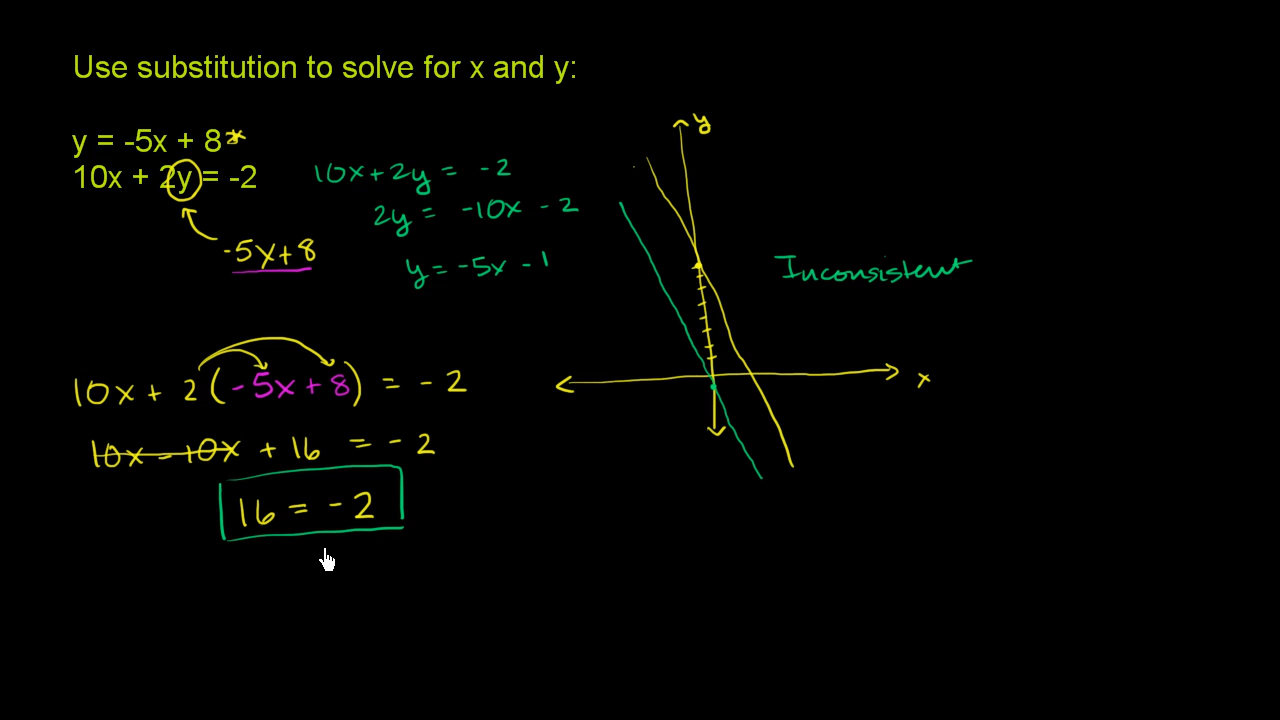 Use substitution to solve for x and y:
y = -5x + 8*
10x + 2y = -2
-5x+8
10x+2y = -2
2y = -10x - 2
y = -5x - 1
y
x
Inconsistent
10x + 2(-5x+8) = -2
10x - 10x + 16 = -2
16 = -2